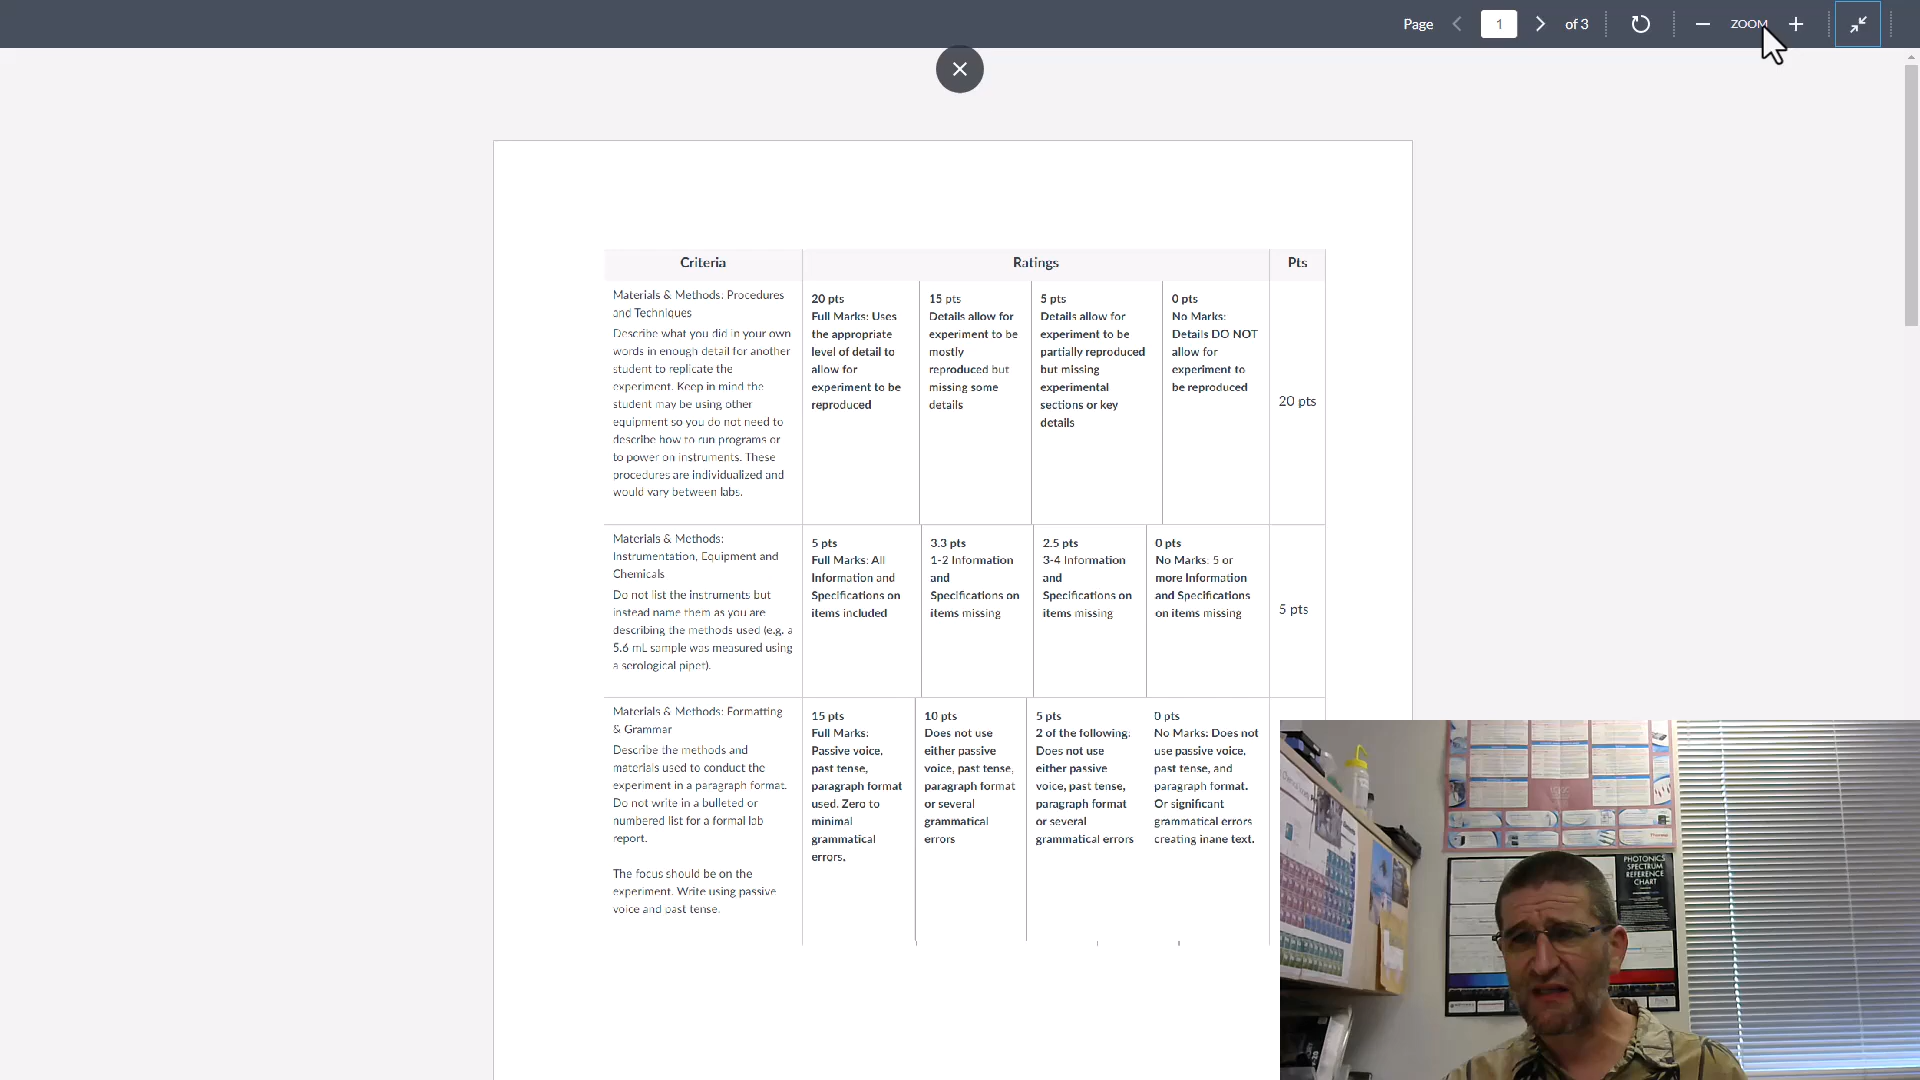 Page 1 of 3 ZOOM
Criteria
Ratings
Pts
Materials & Methods: Procedures
and Techniques
Describe what you did in your own
words in enough detail for another
student to replicate the
experiment. Keep in mind the
student may be using other
equipment so you do not need to
describe how to run programs or
to power on instruments. These
procedures are individualized and
would vary between labs.
20 pts
Full Marks: Uses
the appropriate
level of detail to
allow for
experiment to be
reproduced
15 pts
Details allow for
experiment to be
mostly
reproduced but
missing some
details
5 pts
Details allow for
experiment to be
partially reproduced
but missing
experimental
sections or key
details
0 pts
No Marks:
Details DO NOT
allow for
experiment to
be reproduced
20 pts
Materials & Methods:
Instrumentation, Equipment and
Chemicals
Do not list the instruments but
instead name them as you are
describing the methods used (e.g. a
5.6 mL sample was measured using
a serological pipet).
5 pts
Full Marks: All
Information and
Specifications on
items included
3.3 pts
1-2 Information
and
Specifications on
items missing
2.5 pts
3-4 Information
and
Specifications on
items missing
0 pts
No Marks: 5 or
more Information
and Specifications
on items missing
5 pts
Materials & Methods: Formatting
& Grammar
Describe the methods and
materials used to conduct the
experiment in a paragraph format.
Do not write in a bulleted or
numbered list for a formal lab
report.
The focus should be on the
experiment. Write using passive
voice and past tense.
15 pts
Full Marks:
Passive voice,
past tense,
paragraph format
used. Zero to
minimal
grammatical
errors.
10 pts
Does not use
either passive
voice, past tense,
paragraph format
or several
grammatical
errors
5 pts
2 of the following:
Does not use
either passive
voice, past tense,
paragraph format
or several
grammatical errors
0 pts
No Marks: Does not
use passive voice,
past tense, and
paragraph format.
Or significant
grammatical errors
creating inane text.
PHOTONICS
SPECTRUM
REFERENCE
CHART